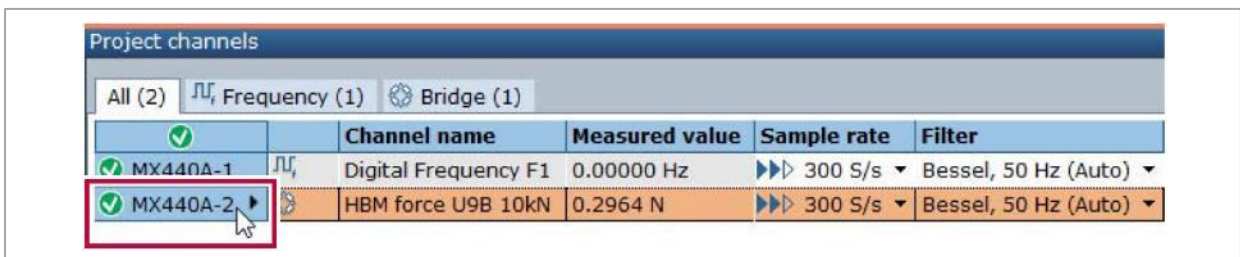 Project channels
All (2) Frequency (1) Bridge (1)
Channel name Measured value Sample rate Filter
MX440A-1 Digital Frequency F1 0.00000 Hz 300 S/s Bessel, 50 Hz (Auto)
MX440A-2 HBM force U9B 10kN 0.2964 N 300 S/s Bessel, 50 Hz (Auto)